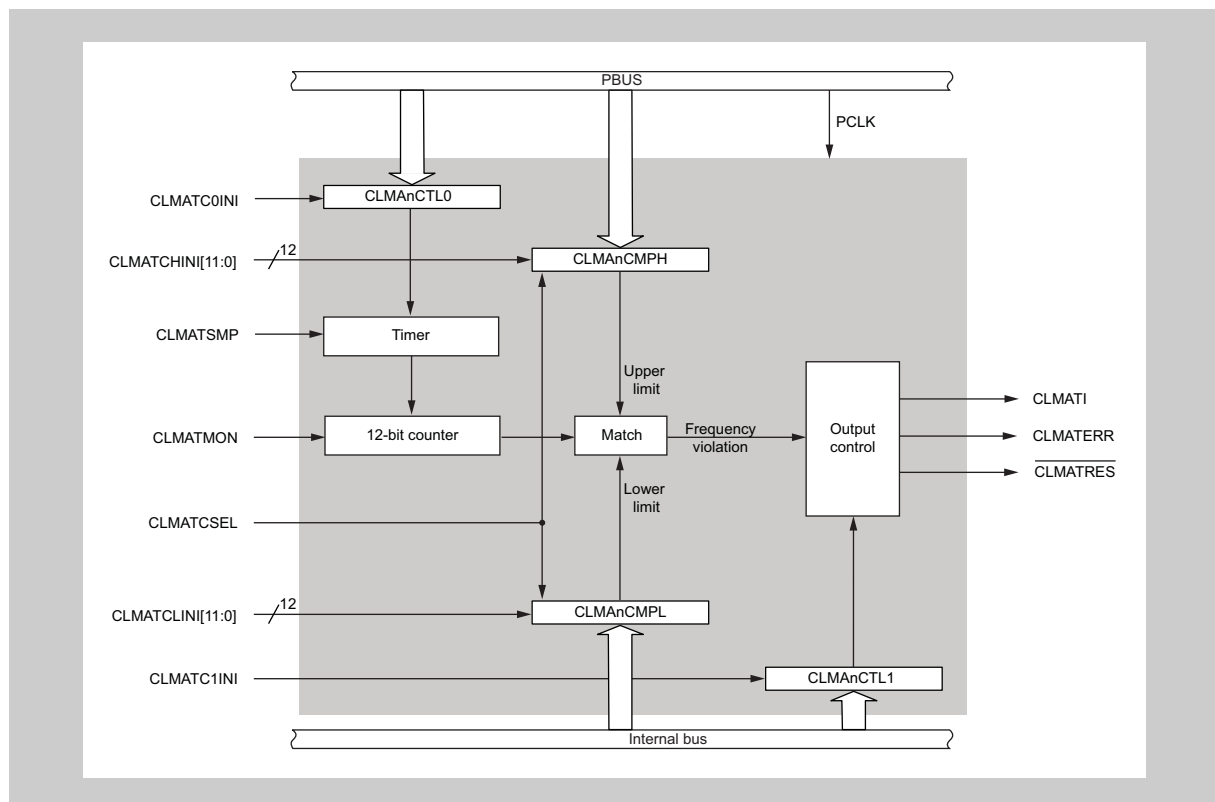 PBUS
PCLK
CLMATC0INI
CLMAnCTL0
CLMATCHINI[11:0]
12
CLMAnCMPH
CLMATSMP
Timer
Upper
limit
CLMATMON
12-bit counter
Match
Frequency
violation
Output
control
CLMATI
CLMATERR
CLMATRES
Lower
limit
CLMATCSEL
CLMATCLINI[11:0]
12
CLMAnCMPL
CLMATC1INI
CLMAnCTL1
Internal bus